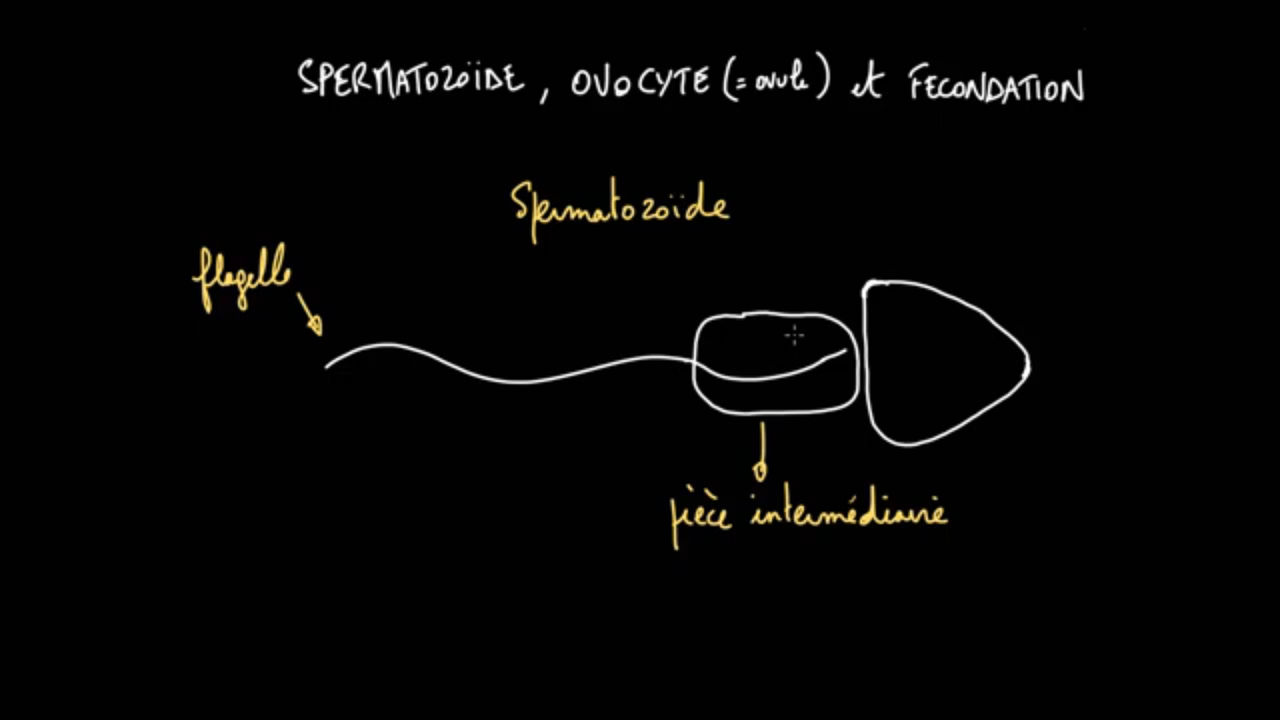 SPERMATOZOÏDE, OVOCYTE (= ovule) et FECONDATION
Spermatozoïde
flagelle
pièce intermédiaire